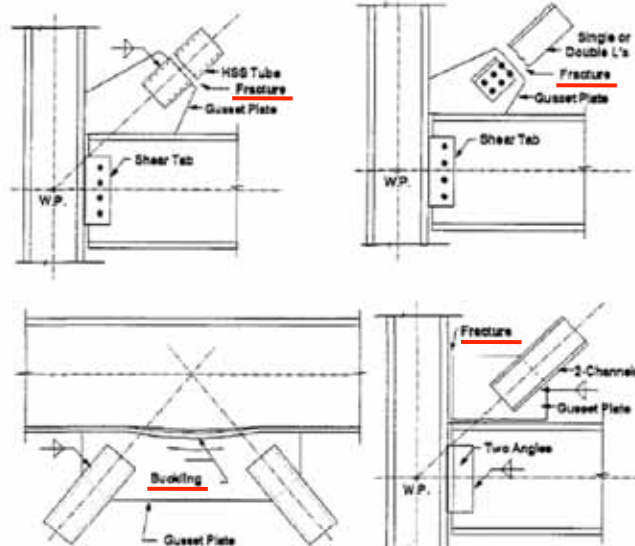 HSS Tube
Fracture
Gusset Plate
Shear Tab
W.P.
Single or
Double L's
Fracture
Gusset Plate
Shear Tab
W.P.
Buckling
Gusset Plate
Fracture
2-Channels
Gusset Plate
Two Angles
W.P.